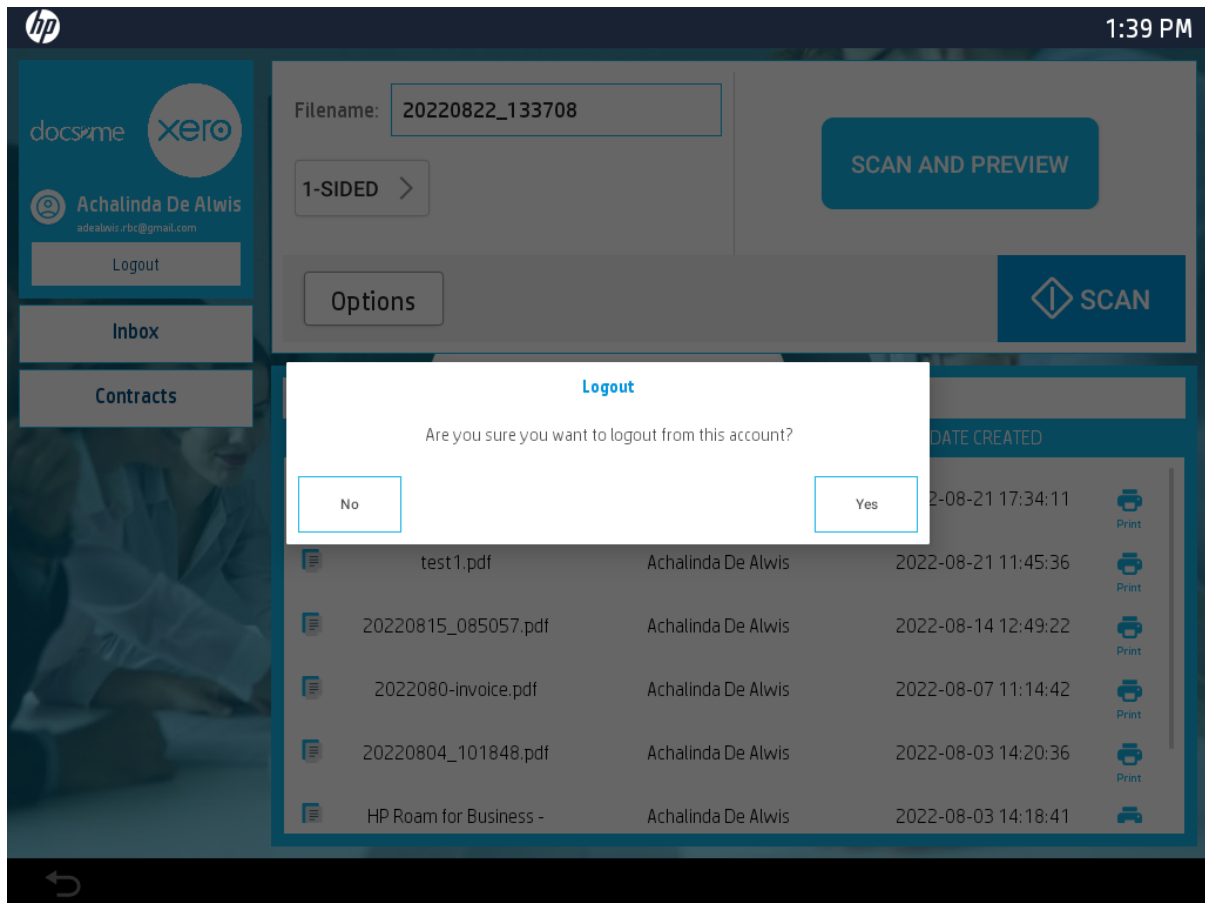 hp
1:39 PM
docsome
xero
Achalinda De Alwis
adealwis.rbc@gmail.com
Logout
Inbox
Contracts
Filename: 20220822_133708
1-SIDED
SCAN AND PREVIEW
Options
SCAN
Logout
Are you sure you want to logout from this account?
No
Yes
DATE CREATED
2-08-21 17:34:11
Print
test1.pdf Achalinda De Alwis 2022-08-21 11:45:36
Print
20220815_085057.pdf Achalinda De Alwis 2022-08-14 12:49:22
Print
2022080-invoice.pdf Achalinda De Alwis 2022-08-07 11:14:42
Print
20220804_101848.pdf Achalinda De Alwis 2022-08-03 14:20:36
Print
HP Roam for Business - Achalinda De Alwis 2022-08-03 14:18:41